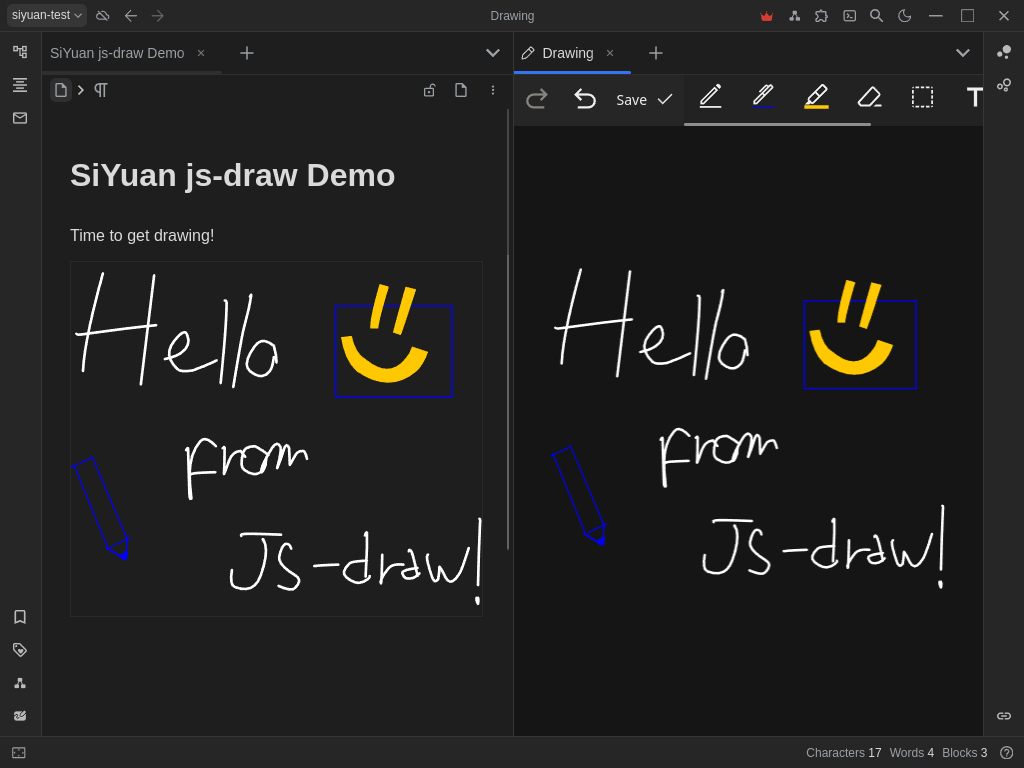 siyuan-test
Drawing
SiYuan js-draw Demo
Drawing
Save
SiYuan js-draw Demo
Time to get drawing!
Hello
from
JS-draw!
Hello
from
JS-draw!
Characters 17 Words 4 Blocks 3